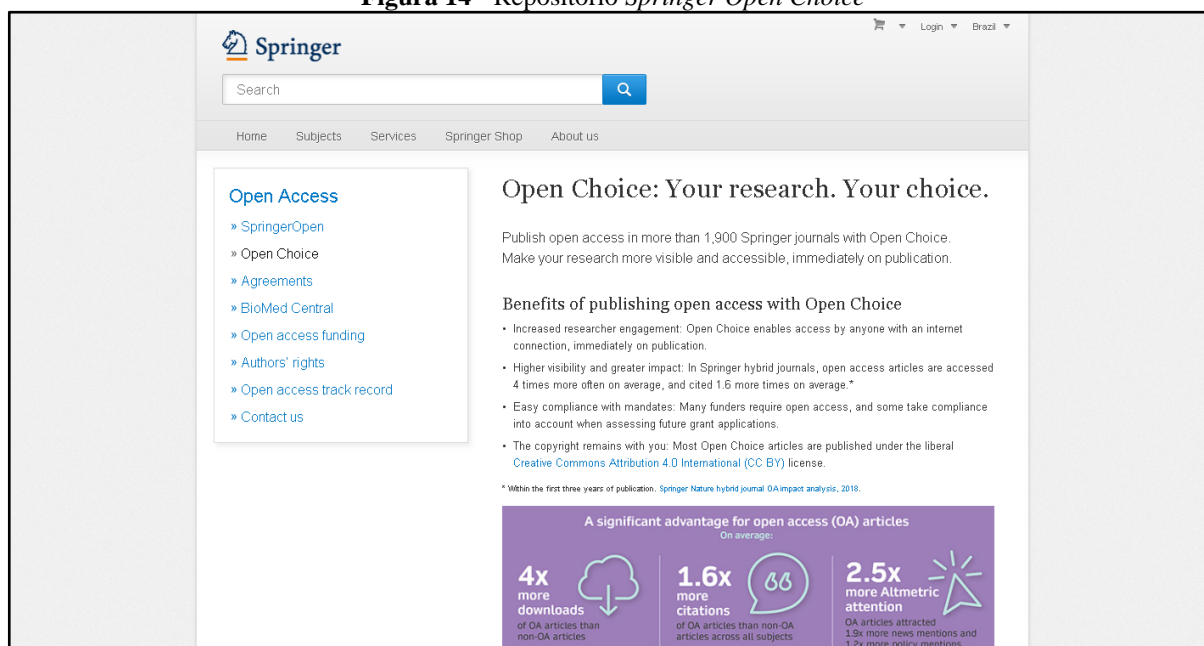 Figura 14 - Repositório Springer Open Choice
Login Brazil
Springer
Search
Home Subjects Services Springer Shop About us
Open Access
» SpringerOpen
» Open Choice
» Agreements
» BioMed Central
» Open access funding
» Authors' rights
» Open access track record
» Contact us
Open Choice: Your research. Your choice.
Publish open access in more than 1,900 Springer journals with Open Choice.
Make your research more visible and accessible, immediately on publication.
Benefits of publishing open access with Open Choice
• Increased researcher engagement: Open Choice enables access by anyone with an internet
connection, immediately on publication.
• Higher visibility and greater impact: In Springer hybrid journals, open access articles are accessed
4 times more often on average, and cited 1.6 more times on average.*
• Easy compliance with mandates: Many funders require open access, and some take compliance
into account when assessing future grant applications.
• The copyright remains with you: Most Open Choice articles are published under the liberal
Creative Commons Attribution 4.0 International (CC BY) license.
* Within the first three years of publication. Springer Nature hybrid journal OA impact analysis, 2018.
A significant advantage for open access (OA) articles
On average:
4x
more
downloads
of OA articles than
non-OA articles
1.6x
more
citations
of OA articles than non-OA
articles across all subjects
2.5x
more Altmetric
attention
OA articles attracted
1.9x more news mentions and
1.2x more policy mentions